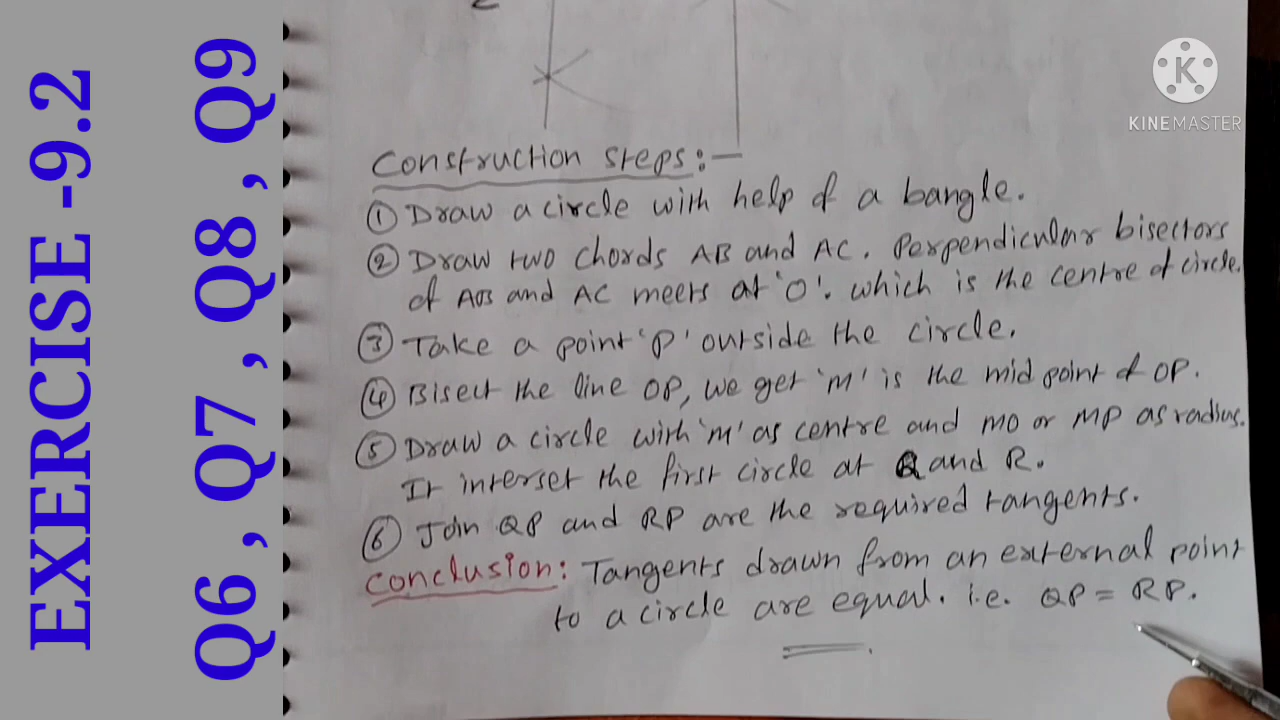 EXERCISE -9.2
Q6 , Q7 , Q8 , Q9
K
KINEMASTER
Construction steps:—
① Draw a circle with help of a bangle.
② Draw two chords AB and AC. Perpendicular bisectors
of AB and AC meets at 'O'. which is the centre of circle.
③ Take a point 'P' outside the circle.
④ Bisect the line OP, we get 'M' is the mid point of OP.
⑤ Draw a circle with 'M' as centre and MO or MP as radius.
It interset the first circle at Q and R.
⑥ Join QP and RP are the required tangents.
Conclusion: Tangents drawn from an external point
to a circle are equal. i.e. QP = RP.